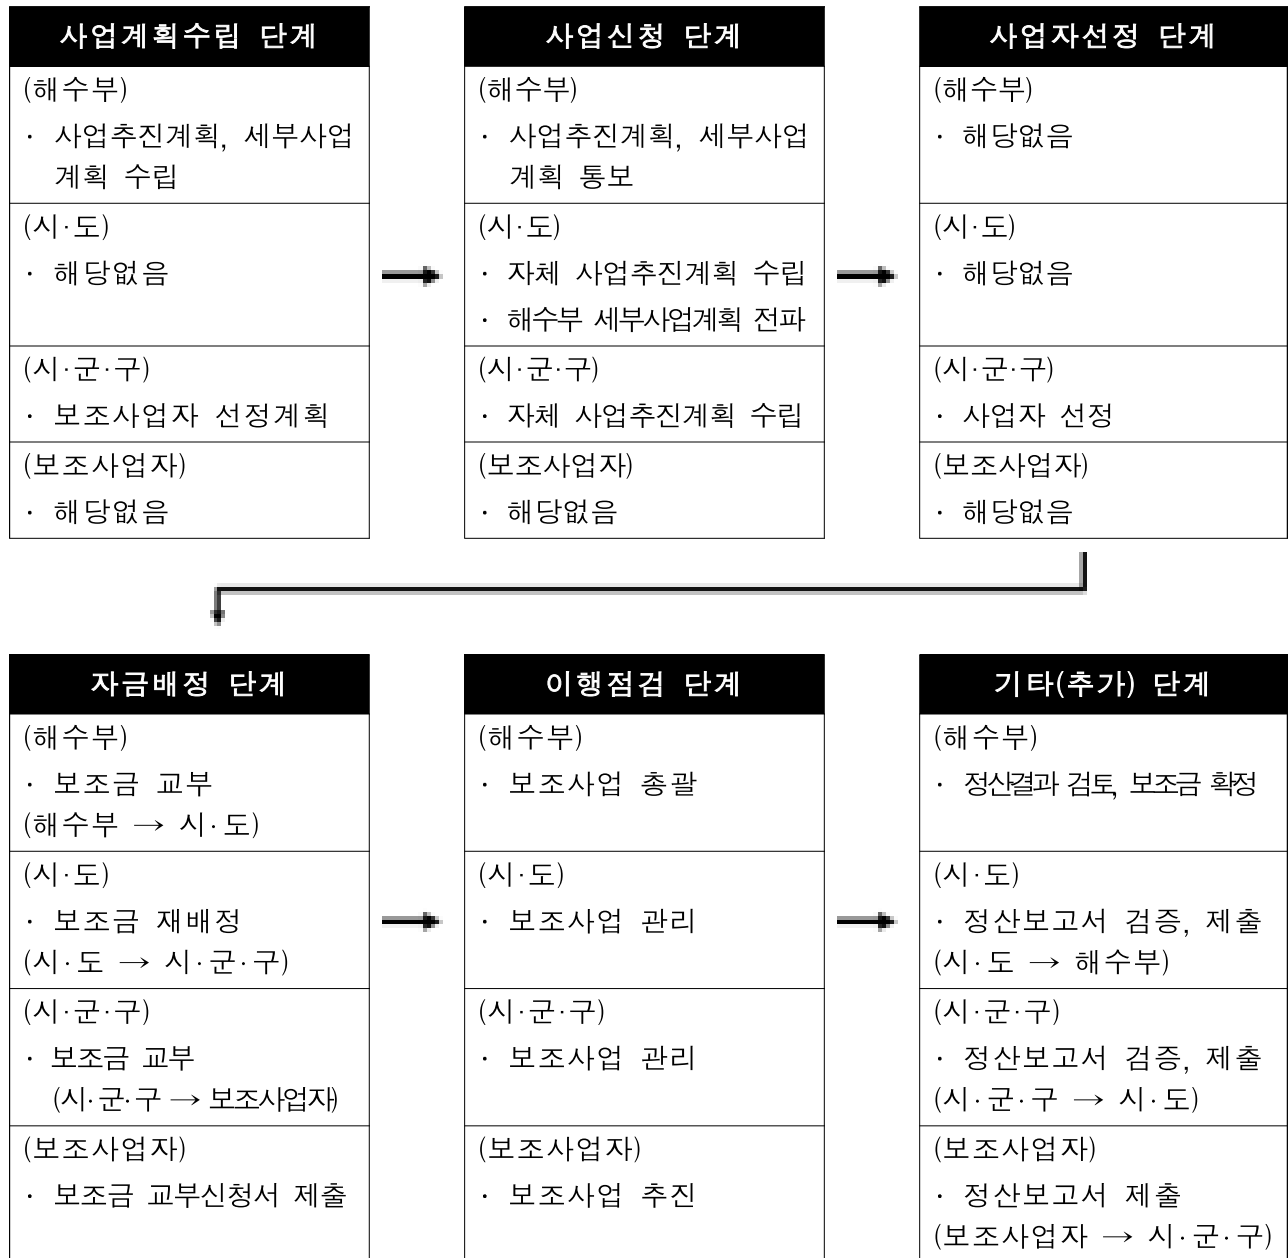 사업계획수립 단계
(해수부)
· 사업추진계획, 세부사업
계획 수립
(시·도)
· 해당없음
(시·군·구)
· 보조사업자 선정계획
(보조사업자)
· 해당없음
사업신청 단계
(해수부)
· 사업추진계획, 세부사업
계획 통보
(시·도)
· 자체 사업추진계획 수립
· 해수부 세부사업계획 전파
(시·군·구)
· 자체 사업추진계획 수립
(보조사업자)
· 해당없음
사업자선정 단계
(해수부)
· 해당없음
(시·도)
· 해당없음
(시·군·구)
· 사업자 선정
(보조사업자)
· 해당없음
자금배정 단계
(해수부)
· 보조금 교부
(해수부 → 시·도)
(시·도)
· 보조금 재배정
(시·도 → 시·군·구)
(시·군·구)
· 보조금 교부
(시·군·구 → 보조사업자)
(보조사업자)
· 보조금 교부신청서 제출
이행점검 단계
(해수부)
· 보조사업 총괄
(시·도)
· 보조사업 관리
(시·군·구)
· 보조사업 관리
(보조사업자)
· 보조사업 추진
기타(추가) 단계
(해수부)
· 정산결과 검토, 보조금 확정
(시·도)
· 정산보고서 검증, 제출
(시·도 → 해수부)
(시·군·구)
· 정산보고서 검증, 제출
(시·군·구 → 시·도)
(보조사업자)
· 정산보고서 제출
(보조사업자 → 시·군·구)